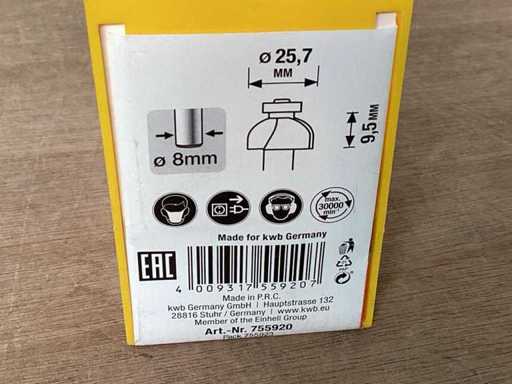 ø 25,7
MM
9,5 MM
ø 8mm
max.
30000
min⁻¹
Made for kwb Germany
EAC
4 009317 559207
PAP
Made in P.R.C.
kwb Germany GmbH | Hauptstrasse 132
28816 Stuhr / Germany | www.kwb.eu
Member of the Einhell Group
Art.-Nr. 755920